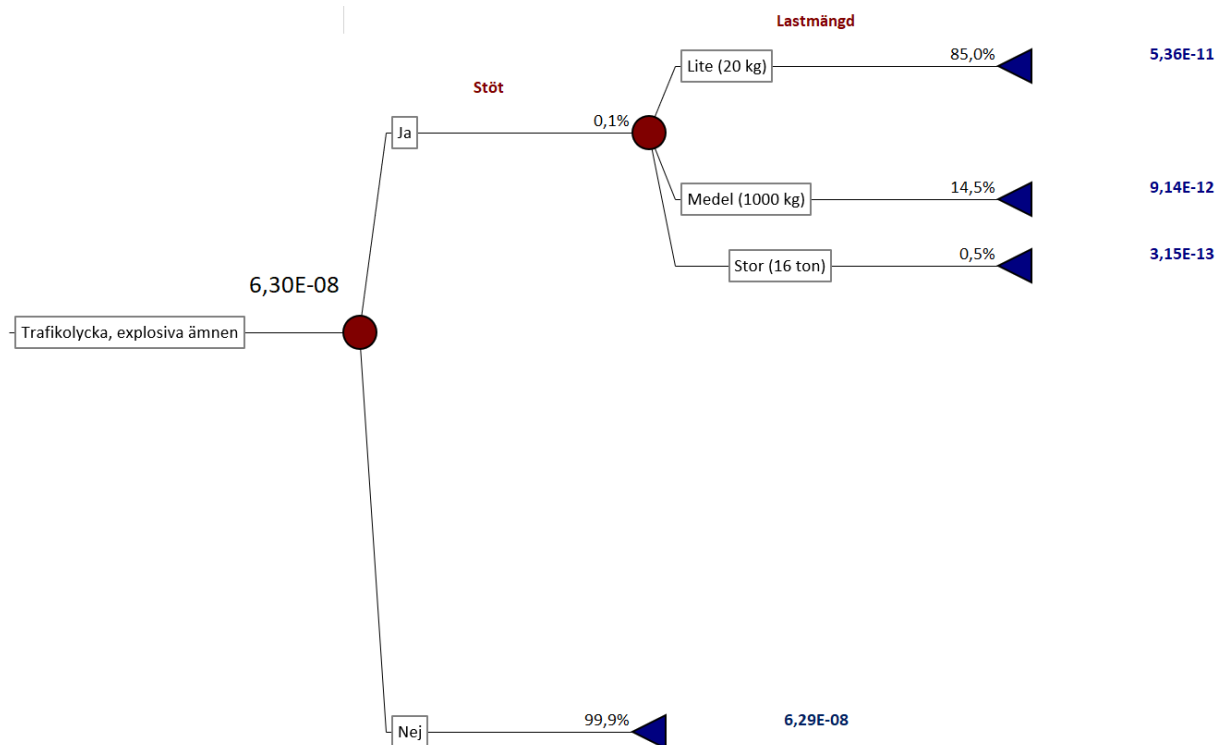 Lastmängd
Lite (20 kg) 85,0% 5,36E-11
Stöt
Ja 0,1%
Medel (1000 kg) 14,5% 9,14E-12
Stor (16 ton) 0,5% 3,15E-13
6,30E-08
Trafikolycka, explosiva ämnen
Nej 99,9% 6,29E-08